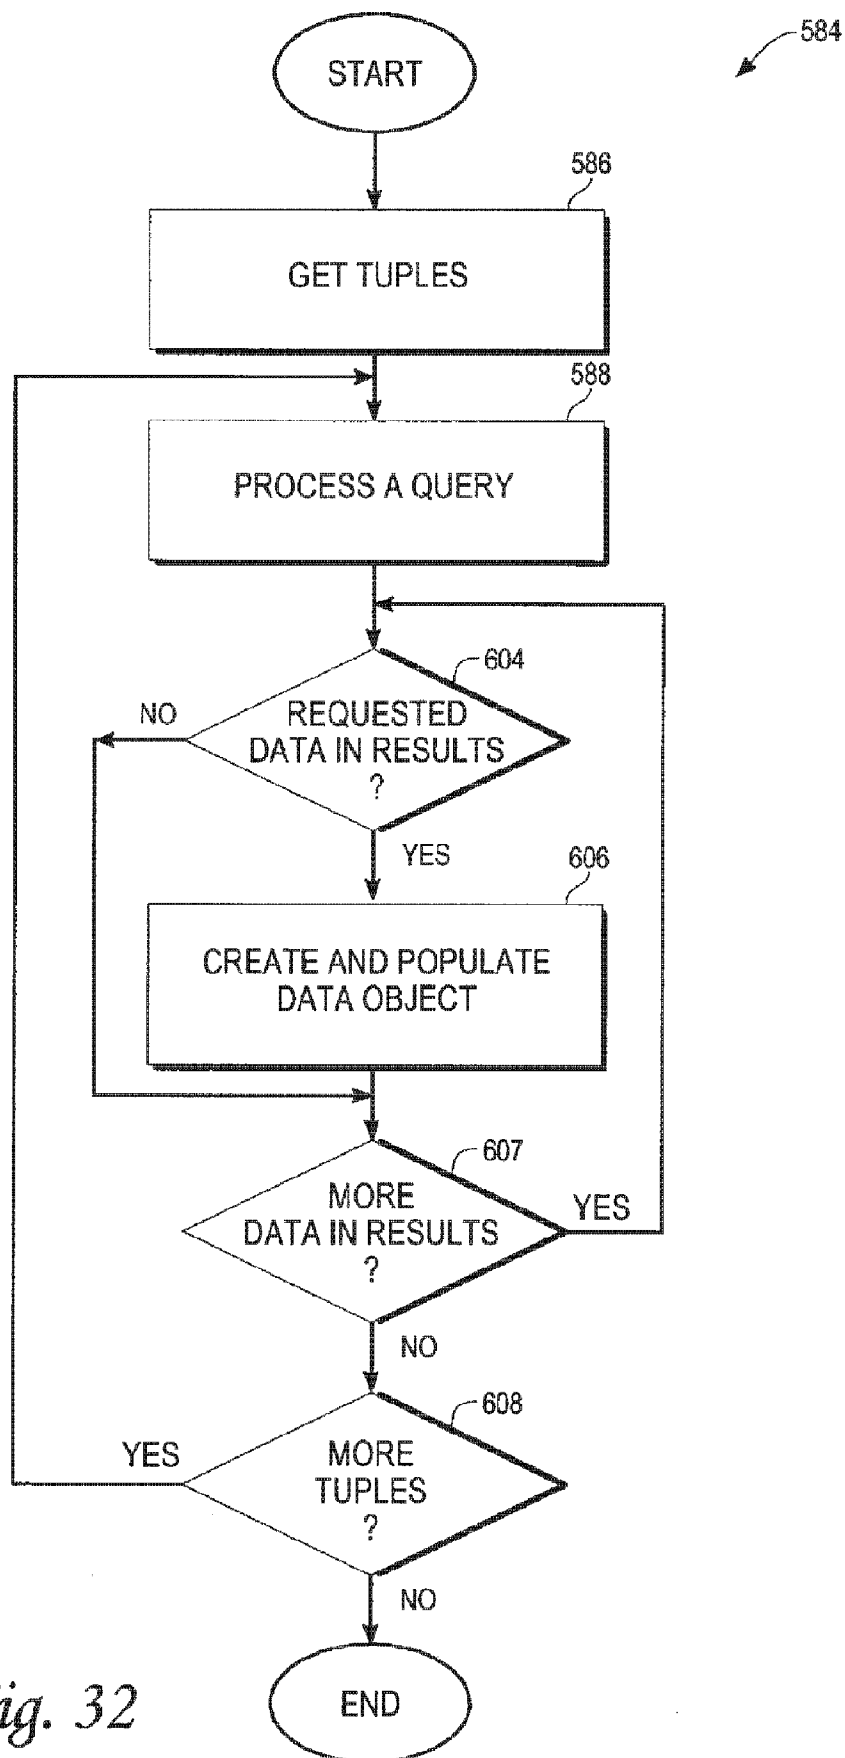 584
START
586
GET TUPLES
588
PROCESS A QUERY
604
NO
REQUESTED
DATA IN RESULTS
?
YES
606
CREATE AND POPULATE
DATA OBJECT
607
MORE
DATA IN RESULTS
?
YES
NO
608
YES
MORE
TUPLES
?
NO
END
ig. 32